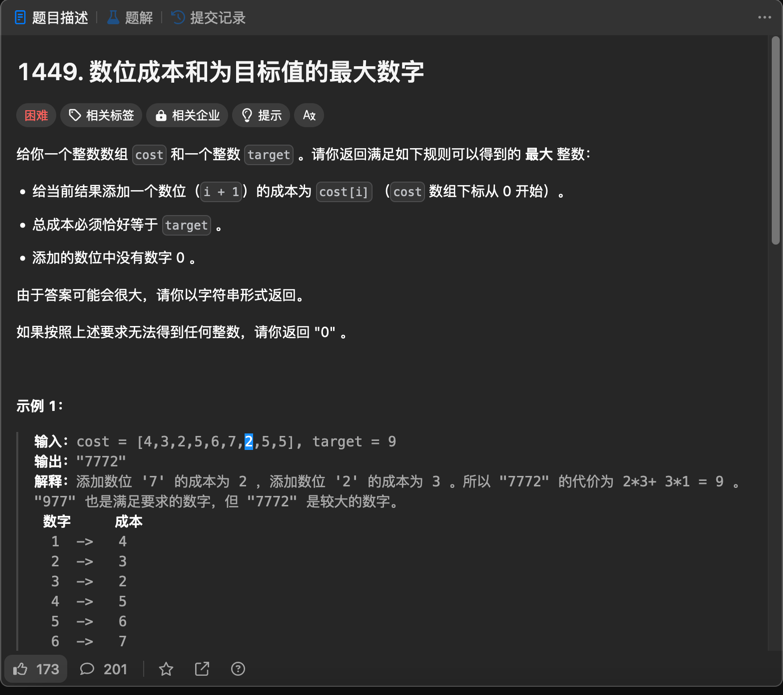 题目描述 题解 提交记录
1449. 数位成本和为目标值的最大数字
困难 相关标签 相关企业 提示
给你一个整数数组 cost 和一个整数 target 。请你返回满足如下规则可以得到的 最大 整数：
给当前结果添加一个数位（i + 1）的成本为 cost[i] （cost 数组下标从 0 开始）。
总成本必须恰好等于 target 。
添加的数位中没有数字 0 。
由于答案可能会很大，请你以字符串形式返回。
如果按照上述要求无法得到任何整数，请你返回 "0" 。
示例 1：
输入：cost = [4,3,2,5,6,7,2,5,5], target = 9
输出："7772"
解释：添加数位 '7' 的成本为 2 ，添加数位 '2' 的成本为 3 。所以 "7772" 的代价为 2*3+ 3*1 = 9 。
"977" 也是满足要求的数字，但 "7772" 是较大的数字。
数字 成本
1 -> 4
2 -> 3
3 -> 2
4 -> 5
5 -> 6
6 -> 7
173 201